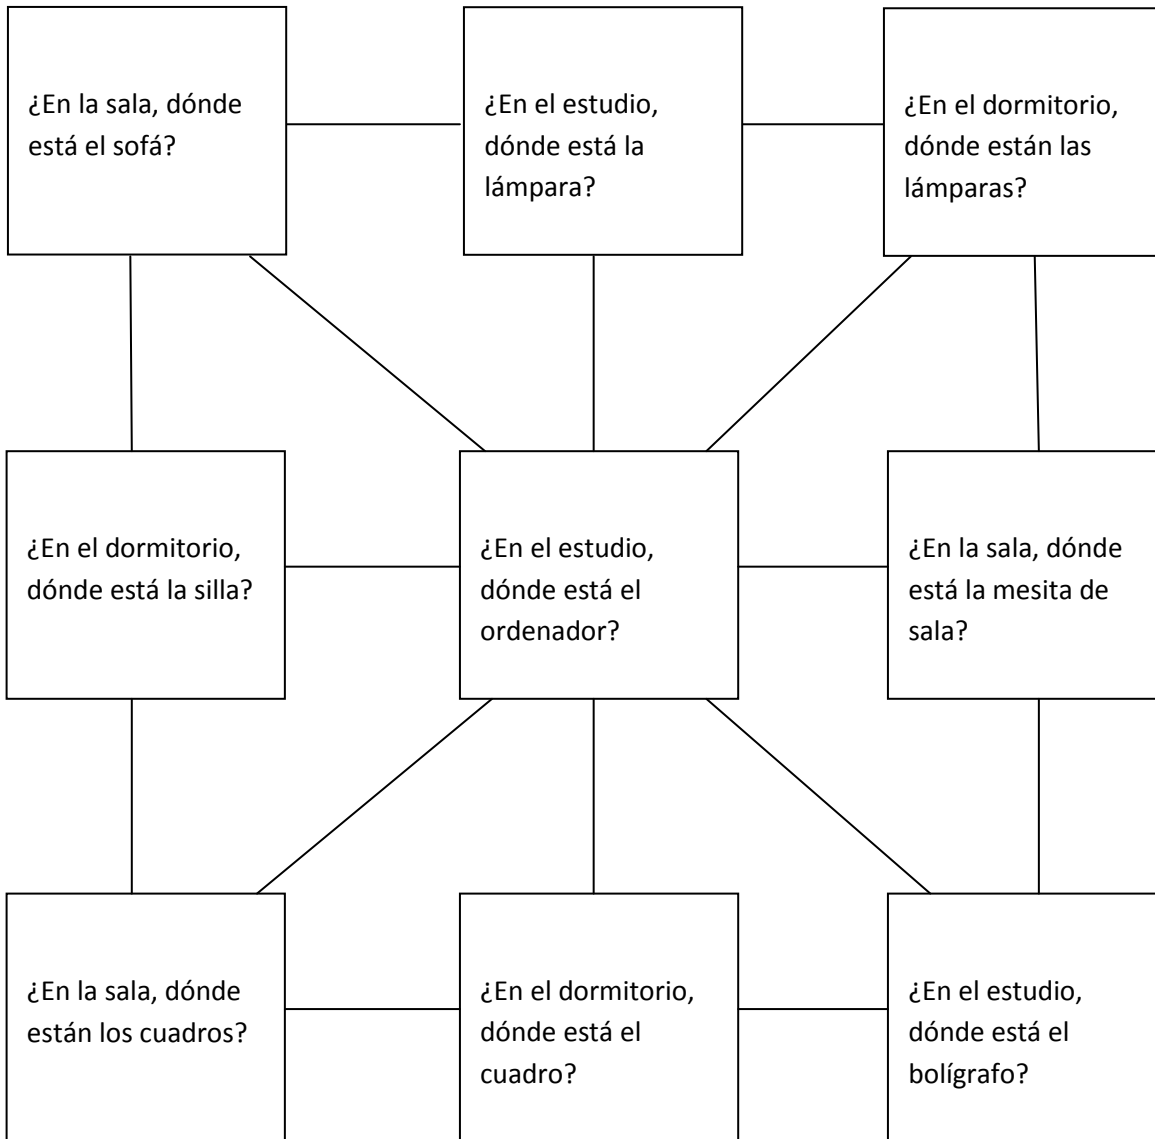 ¿En la sala, dónde
está el sofá?
¿En el estudio,
dónde está la
lámpara?
¿En el dormitorio,
dónde están las
lámparas?
¿En el dormitorio,
dónde está la silla?
¿En el estudio,
dónde está el
ordenador?
¿En la sala, dónde
está la mesita de
sala?
¿En la sala, dónde
están los cuadros?
¿En el dormitorio,
dónde está el
cuadro?
¿En el estudio,
dónde está el
bolígrafo?